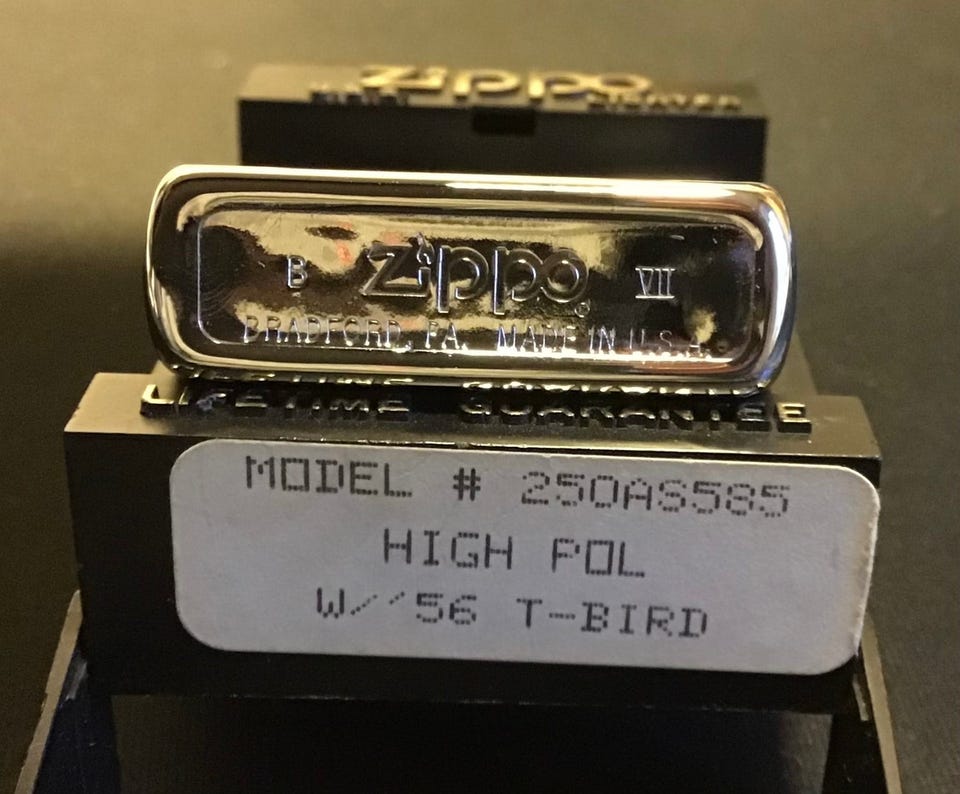 Zippo
B Zippo® VII
BRADFORD, PA. MADE IN U.S.A.
LIFETIME GUARANTEE
MODEL # 250AS585
HIGH POL
W/'56 T-BIRD